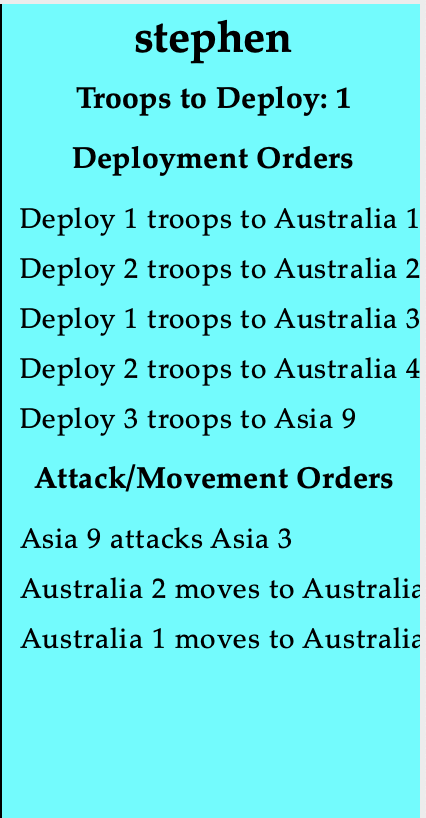 stephen
Troops to Deploy: 1
Deployment Orders
Deploy 1 troops to Australia 1
Deploy 2 troops to Australia 2
Deploy 1 troops to Australia 3
Deploy 2 troops to Australia 4
Deploy 3 troops to Asia 9
Attack/Movement Orders
Asia 9 attacks Asia 3
Australia 2 moves to Australia
Australia 1 moves to Australia